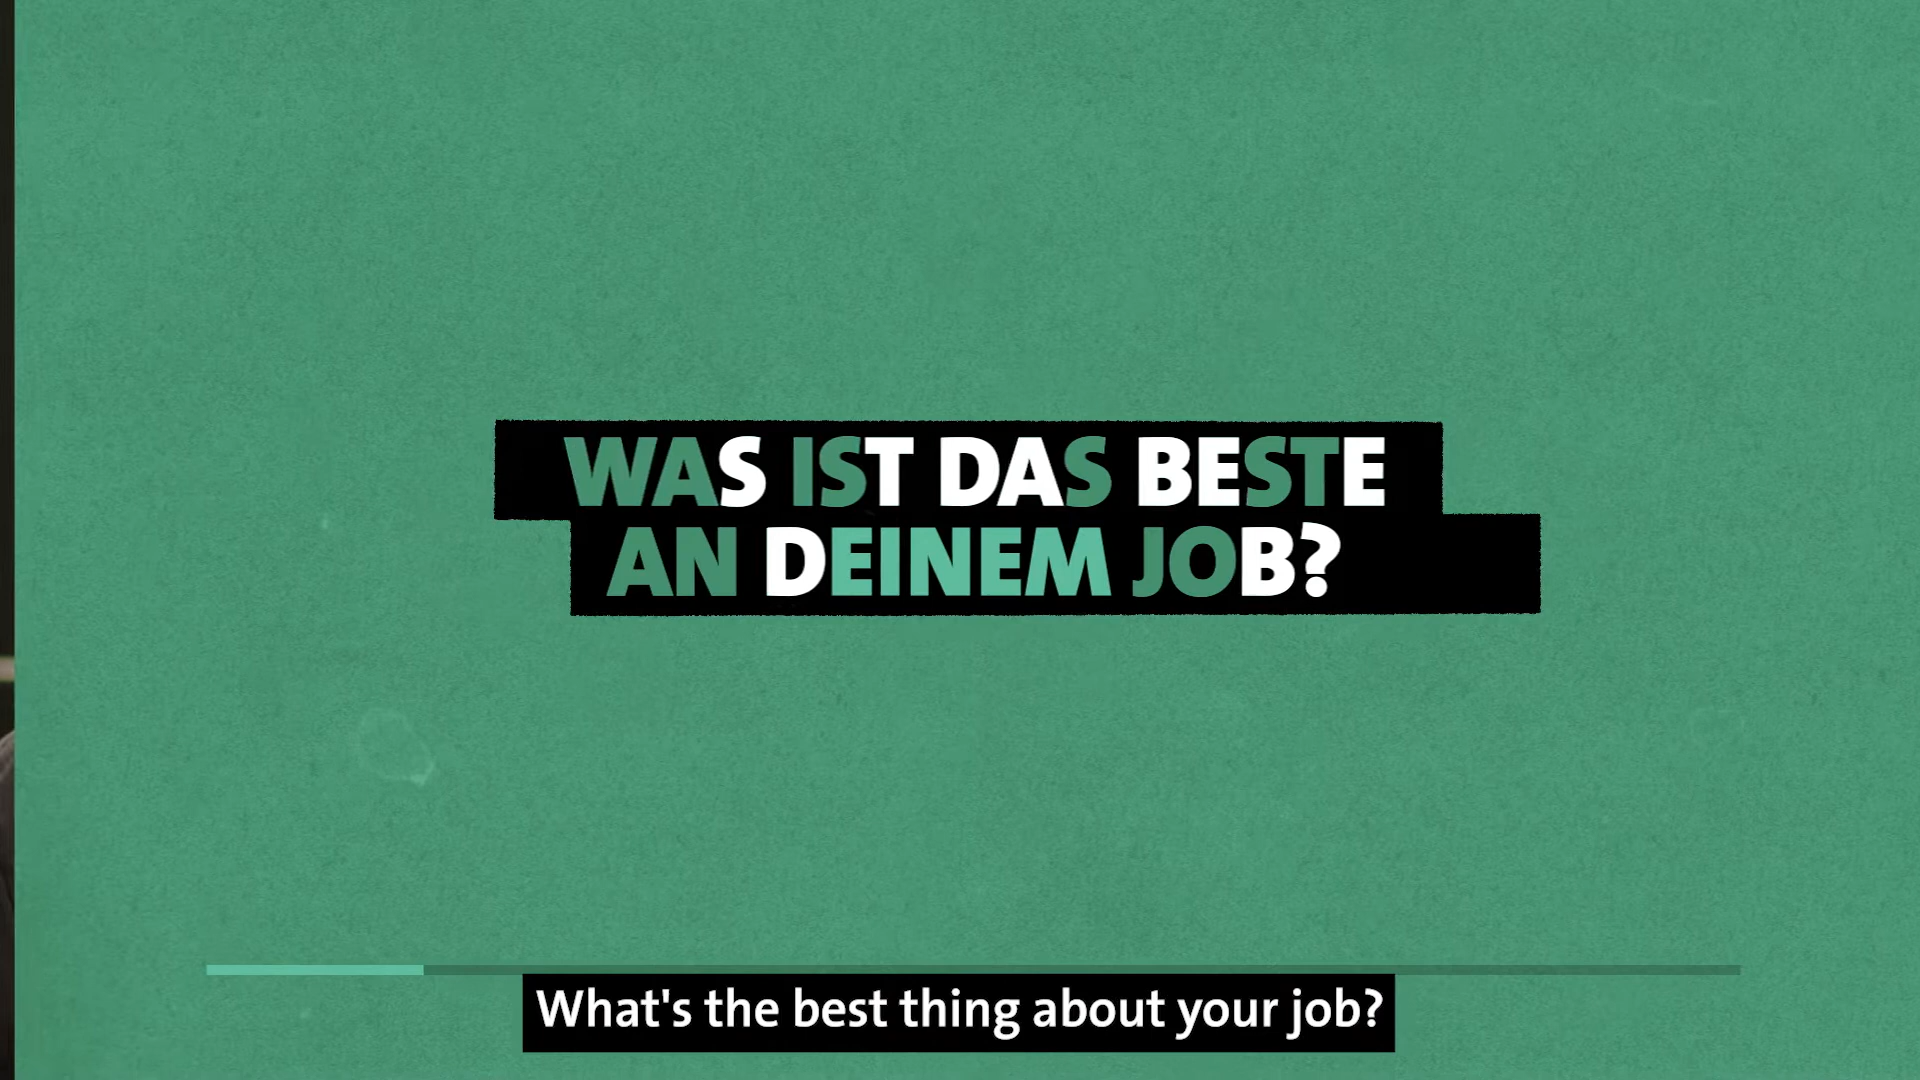 WAS IST DAS BESTE
AN DEINEM JOB?
What's the best thing about your job?